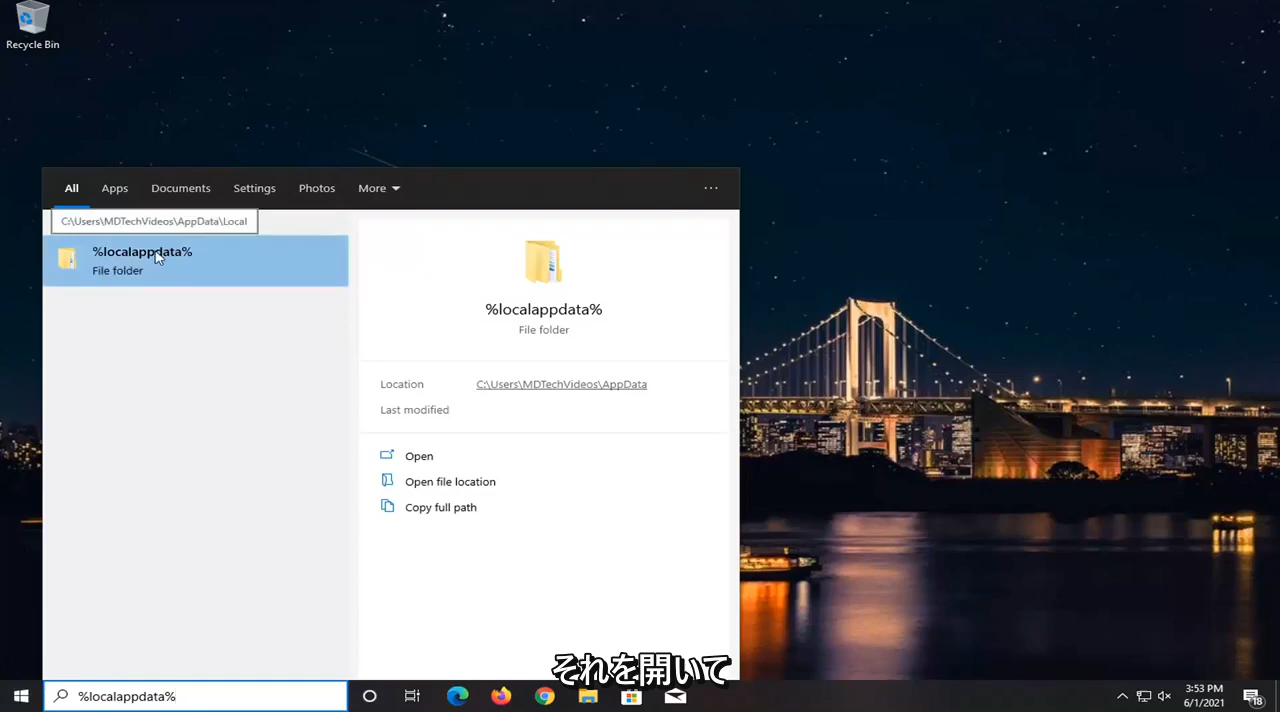 Recycle Bin
All Apps Documents Settings Photos More ...
C:\Users\MDTechVideos\AppData\Local
%localappdata%
File folder
%localappdata%
File folder
Location C:\Users\MDTechVideos\AppData
Last modified
Open
Open file location
Copy full path
それを開いて
%localappdata%
3:53 PM
6/1/2021
18